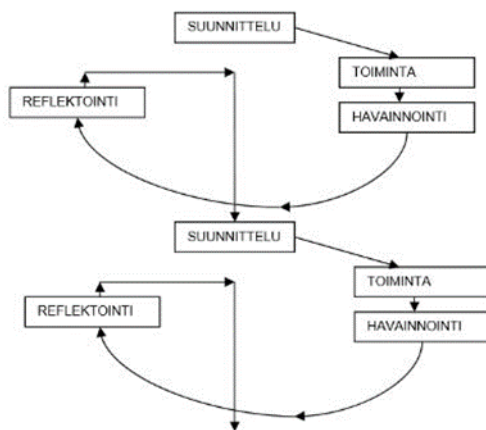 SUUNNITTELU
TOIMINTA
REFLEKTOINTI
HAVAINNOINTI
SUUNNITTELU
TOIMINTA
REFLEKTOINTI
HAVAINNOINTI